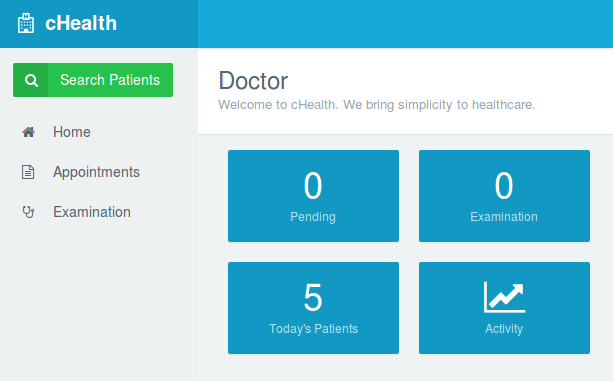 cHealth
Search Patients
Home
Appointments
Examination
Doctor
Welcome to cHealth. We bring simplicity to healthcare.
0
Pending
0
Examination
5
Today's Patients
Activity